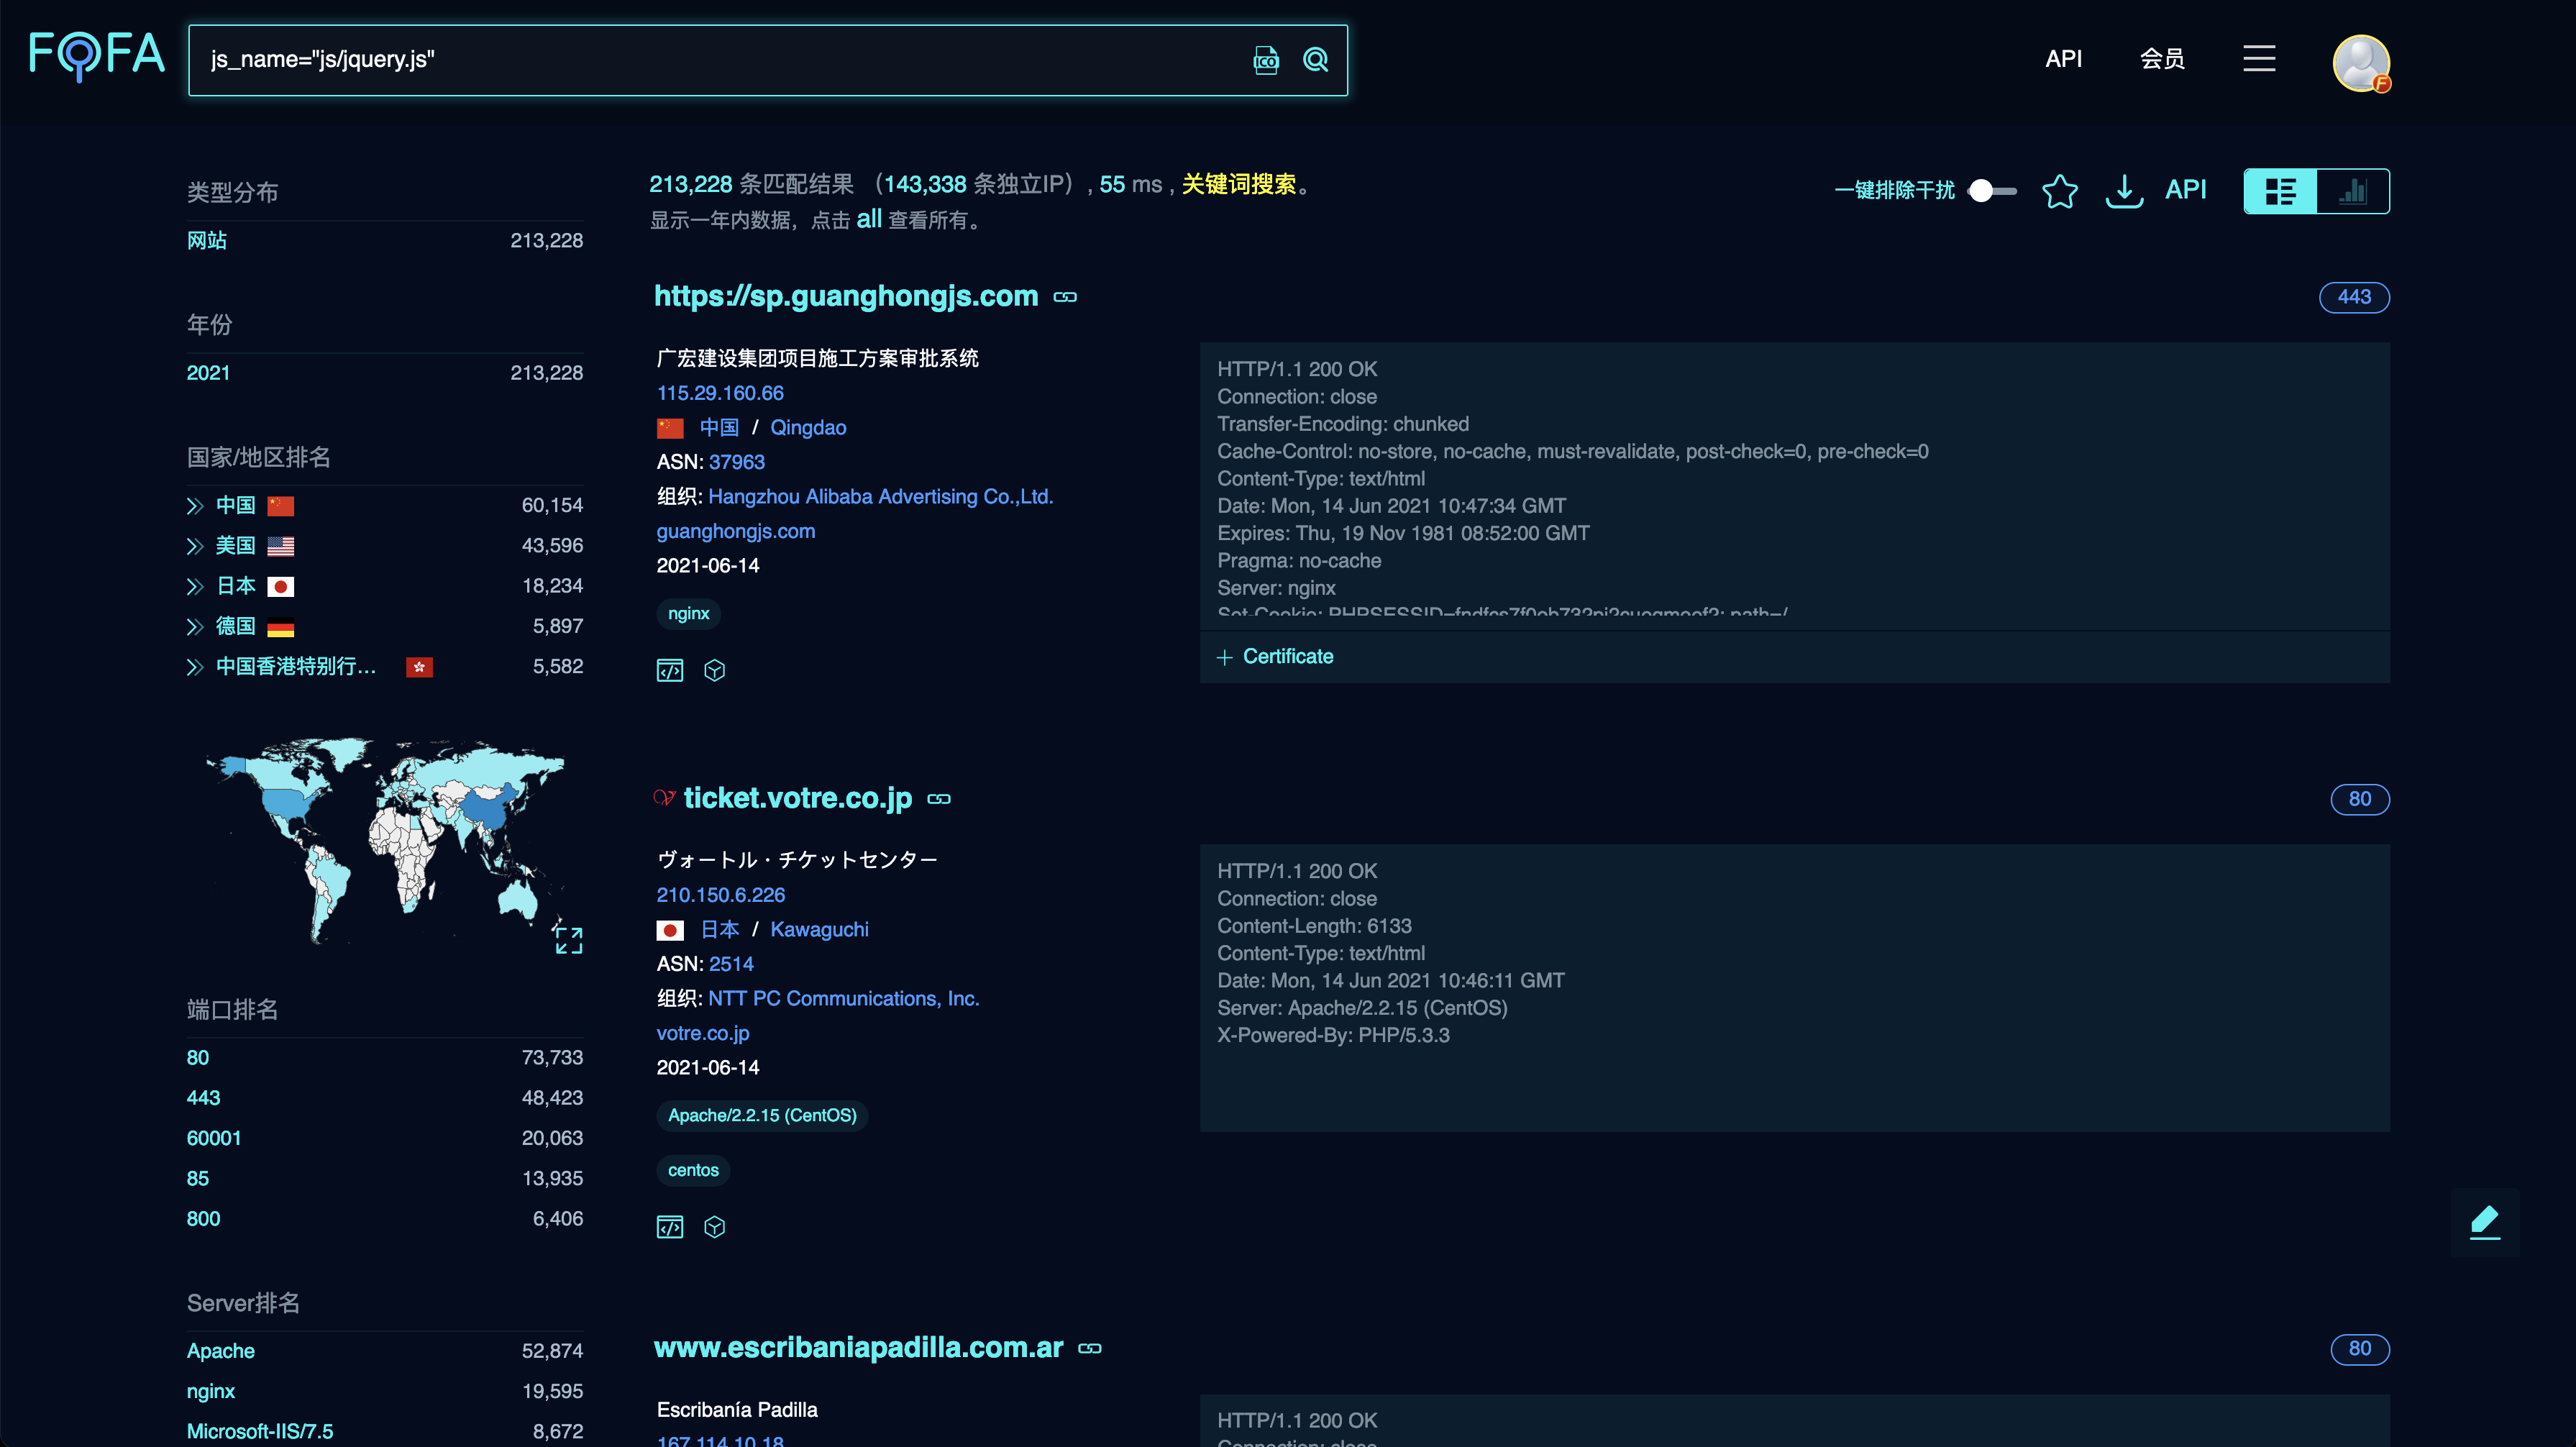 FOFA
js_name="js/jquery.js"
ICO
API
会员
F
类型分布
网站 213,228
年份
2021 213,228
国家/地区排名
中国 60,154
美国 43,596
日本 18,234
德国 5,897
中国香港特别行... 5,582
端口排名
80 73,733
443 48,423
60001 20,063
85 13,935
800 6,406
Server排名
Apache 52,874
nginx 19,595
Microsoft-IIS/7.5 8,672
213,228 条匹配结果 （143,338 条独立IP）, 55 ms , 关键词搜索。
显示一年内数据，点击 all 查看所有。
一键排除干扰
API
https://sp.guanghongjs.com
443
广宏建设集团项目施工方案审批系统
115.29.160.66
中国 / Qingdao
ASN: 37963
组织: Hangzhou Alibaba Advertising Co.,Ltd.
guanghongjs.com
2021-06-14
nginx
HTTP/1.1 200 OK
Connection: close
Transfer-Encoding: chunked
Cache-Control: no-store, no-cache, must-revalidate, post-check=0, pre-check=0
Content-Type: text/html
Date: Mon, 14 Jun 2021 10:47:34 GMT
Expires: Thu, 19 Nov 1981 08:52:00 GMT
Pragma: no-cache
Server: nginx
Set-Cookie: path=/
Certificate
ticket.votre.co.jp
80
ヴォートル・チケットセンター
210.150.6.226
日本 / Kawaguchi
ASN: 2514
组织: NTT PC Communications, Inc.
votre.co.jp
2021-06-14
Apache/2.2.15 (CentOS)
centos
HTTP/1.1 200 OK
Connection: close
Content-Length: 6133
Content-Type: text/html
Date: Mon, 14 Jun 2021 10:46:11 GMT
Server: Apache/2.2.15 (CentOS)
X-Powered-By: PHP/5.3.3
www.escribaniapadilla.com.ar
80
Escribanía Padilla
167.114.10.18
HTTP/1.1 200 OK
Connection: close